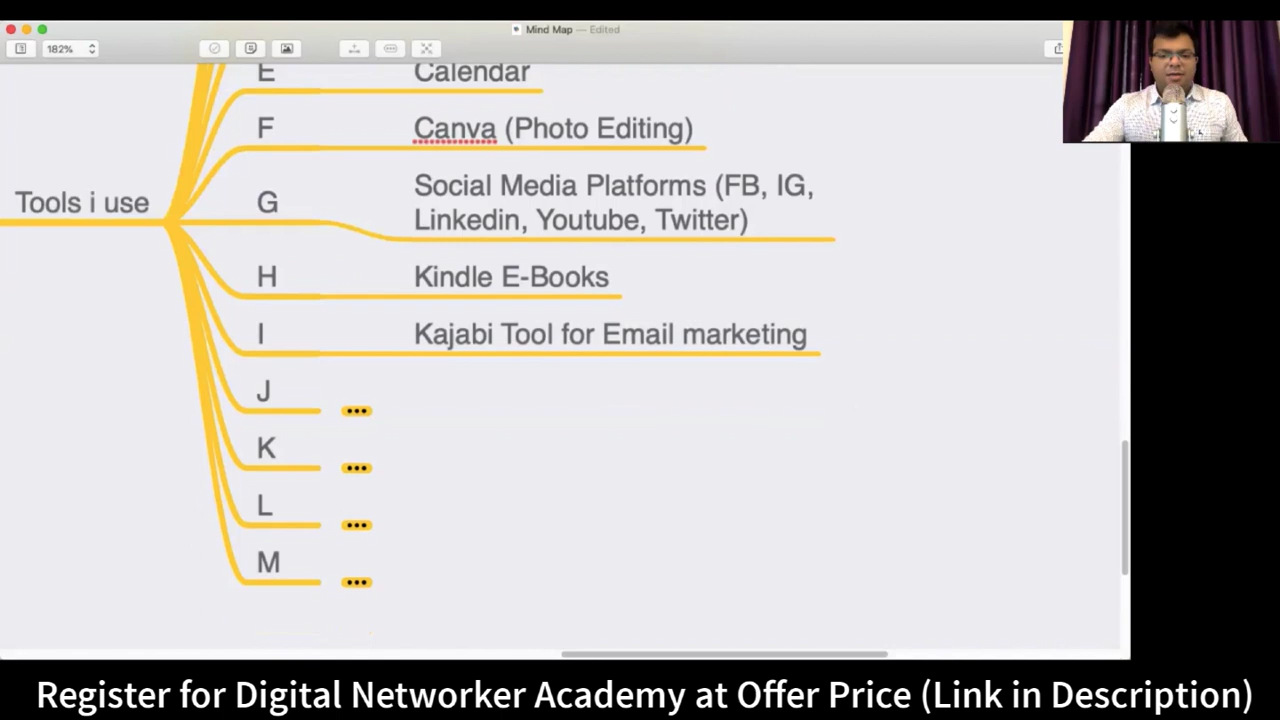 Mind Map — Edited
182%
E Calendar
F Canva (Photo Editing)
Tools i use
G Social Media Platforms (FB, IG,
Linkedin, Youtube, Twitter)
H Kindle E-Books
I Kajabi Tool for Email marketing
J
K
L
M
Register for Digital Networker Academy at Offer Price (Link in Description)